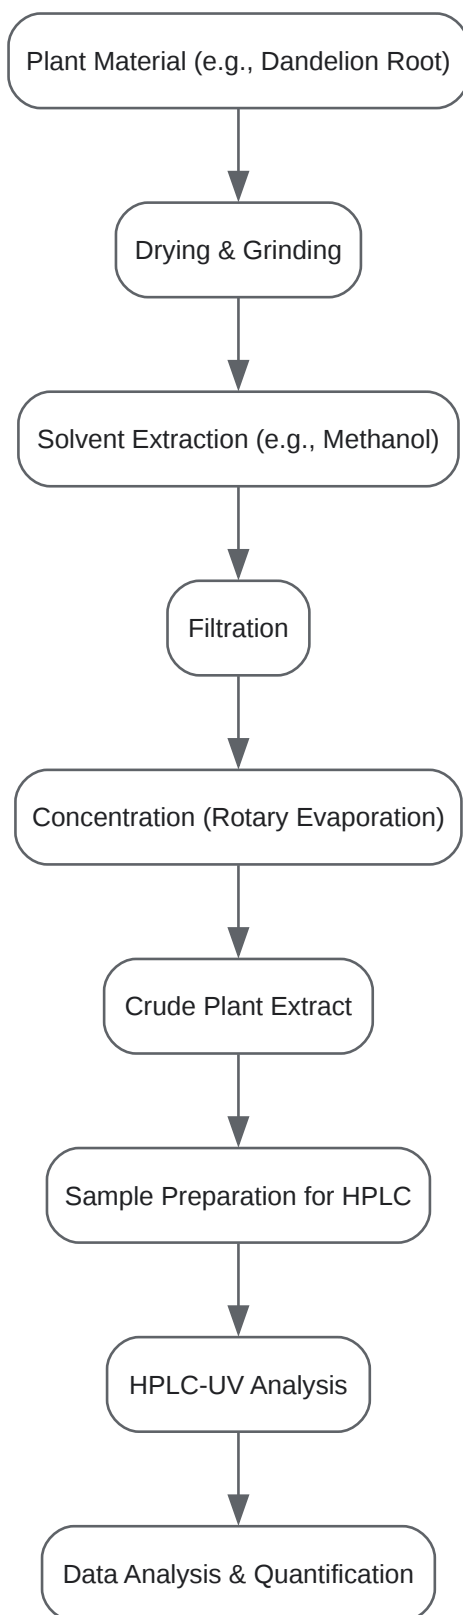 Plant Material (e.g., Dandelion Root)
Drying & Grinding
Solvent Extraction (e.g., Methanol)
Filtration
Concentration (Rotary Evaporation)
Crude Plant Extract
Sample Preparation for HPLC
HPLC-UV Analysis
Data Analysis & Quantification